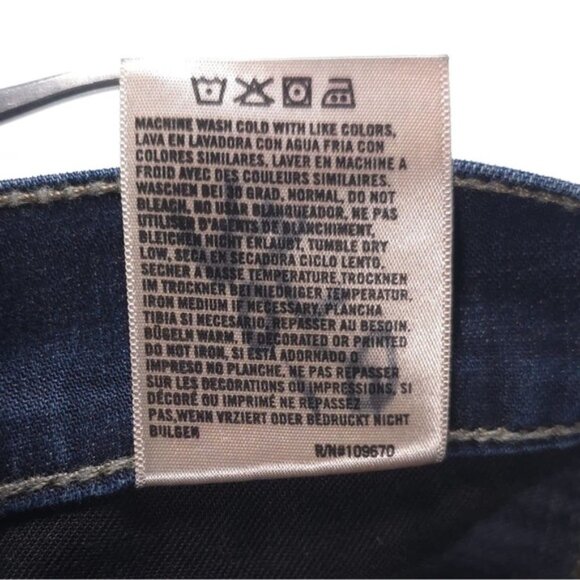 MACHINE WASH COLD WITH LIKE COLORS,
LAVA EN LAVADORA CON AGUA FRIA CON
COLORES SIMILARES, LAVER EN MACHINE A
FROID AVEC DES COULEURS SIMILAIRES.
WASCHEN BEI 30 GRAD, NORMAL, DO NOT
BLEACH, NO USAR BLANQUEADOR, NE PAS
UTILISER D'AGENTS DE BLANCHIMENT,
BLEICHEN NICHT ERLAUBT, TUMBLE DRY
LOW, SECA EN SECADORA CICLO LENTO,
SECHER A BASSE TEMPERATURE, TROCKNEN
IM TROCKNER BEI NIEDRIGER TEMPERATUR,
IRON MEDIUM IF NECESSARY, PLANCHA
TIBIA SI NECESARIO, REPASSER AU BESOIN.
BÜGELN WARM. IF DECORATED OR PRINTED
DO NOT IRON, SI ESTÁ ADORNADO O
IMPRESO NO PLANCHE, NE PAS REPASSER
SUR LES DECORATIONS OU IMPRESSIONS, SI
DÉCORÉ OU IMPRIMÉ NE REPASSEZ
PAS, WENN VRZIERT ODER BEDRUCKT NICHT
BULGEN
R/N#109670